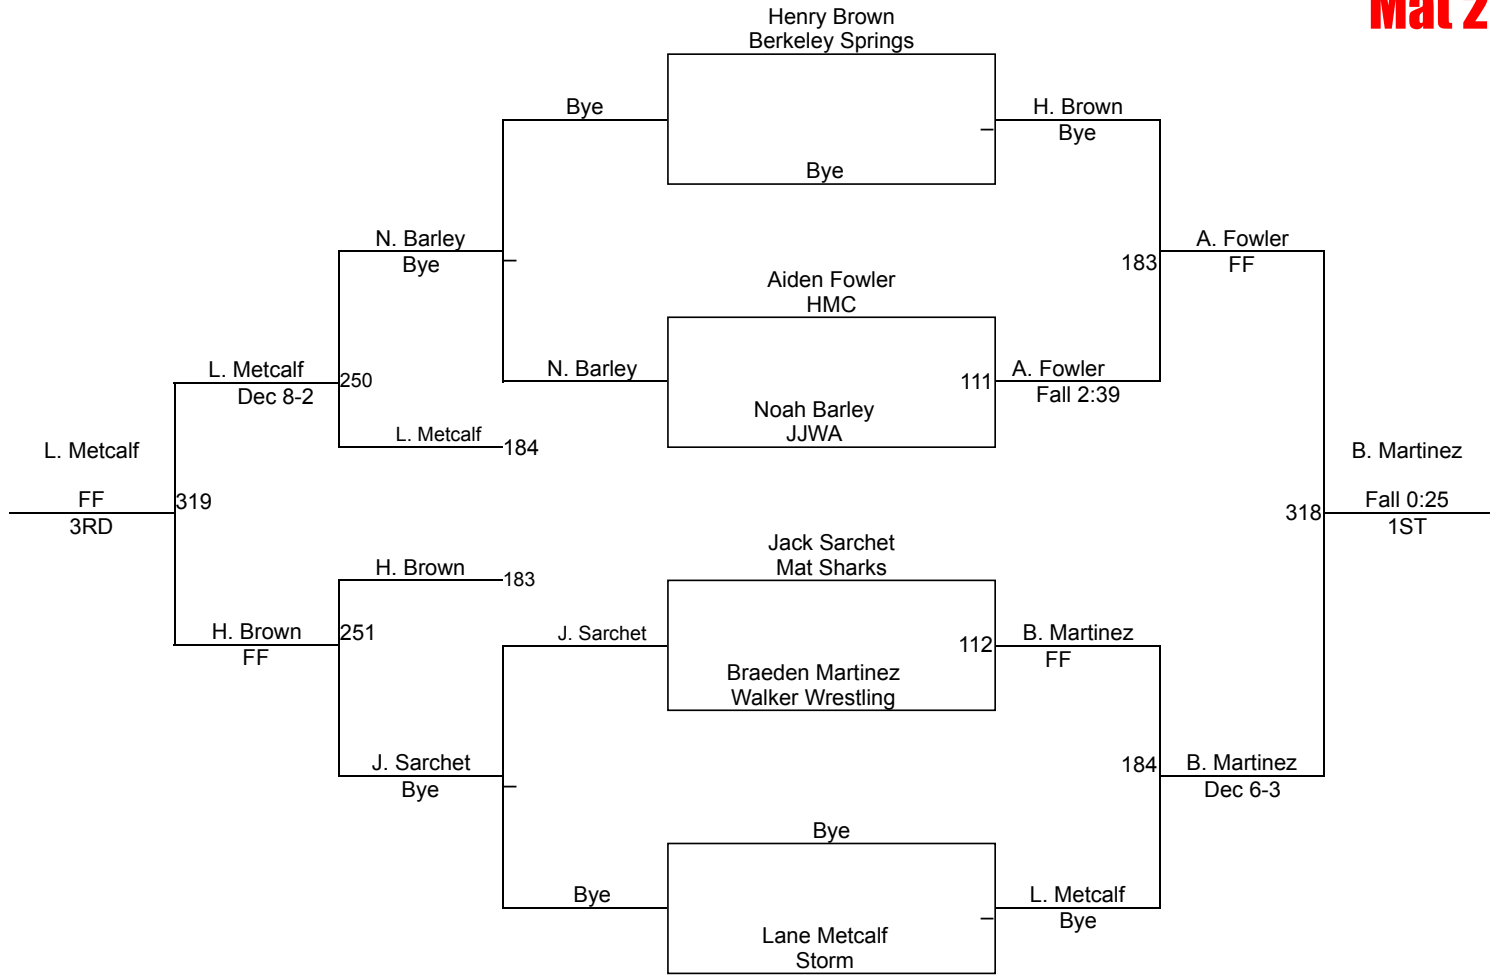 Mat 2
Henry Brown
Berkeley Springs
Bye
H. Brown
Bye
Bye
N. Barley
Bye
A. Fowler
FF
183
Aiden Fowler
HMC
L. Metcalf
Dec 8-2
250
N. Barley
111
A. Fowler
Fall 2:39
Noah Barley
JJWA
L. Metcalf
184
L. Metcalf
FF
3RD
319
B. Martinez
Fall 0:25
1ST
318
Jack Sarchet
Mat Sharks
H. Brown
183
H. Brown
FF
251
J. Sarchet
112
B. Martinez
FF
Braeden Martinez
Walker Wrestling
J. Sarchet
Bye
184
B. Martinez
Dec 6-3
Bye
Bye
L. Metcalf
Bye
Lane Metcalf
Storm